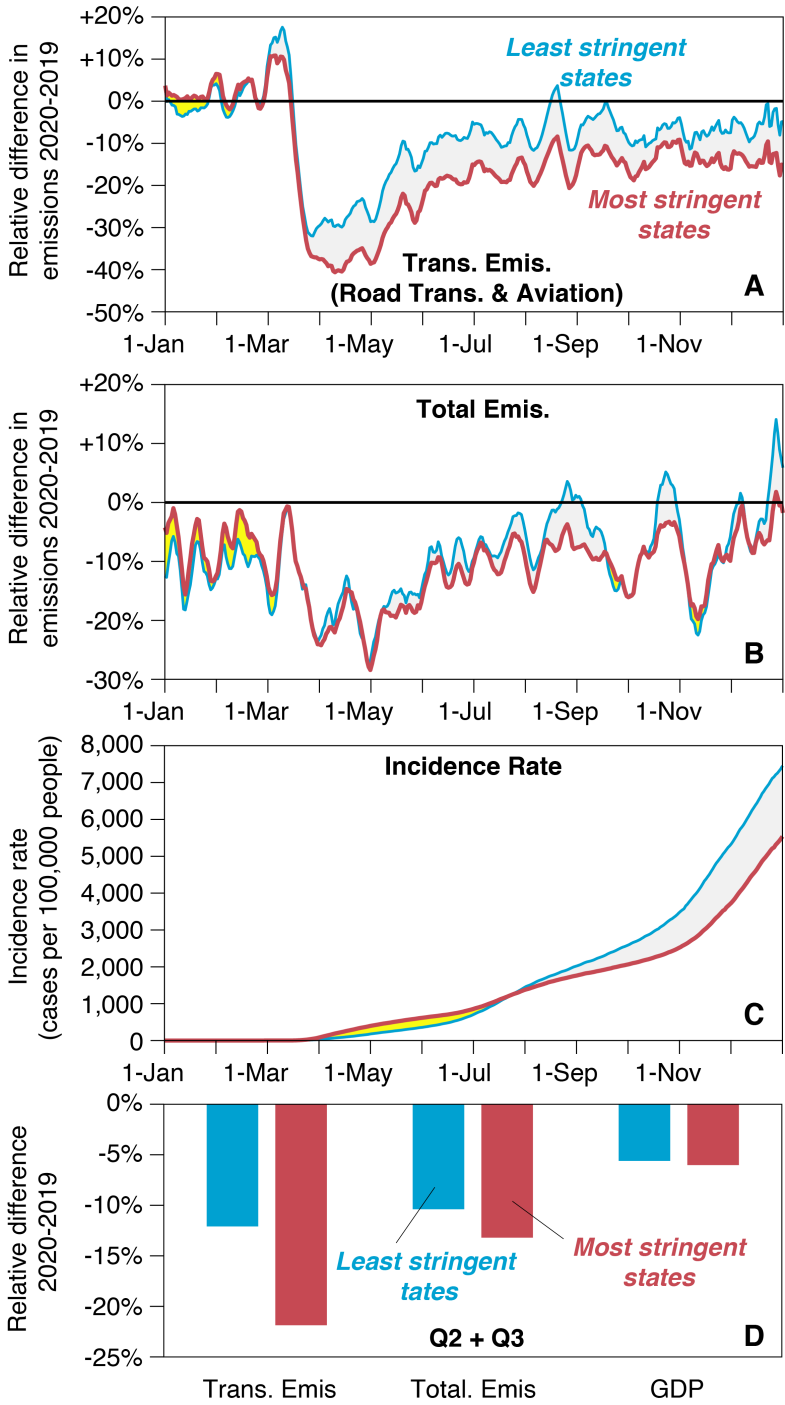 Relative difference in
emissions 2020-2019
+20%
+10%
0%
-10%
-20%
-30%
-40%
-50%
Least stringent
states
Most stringent
states
Trans. Emis.
(Road Trans. & Aviation)
A
1-Jan 1-Mar 1-May 1-Jul 1-Sep 1-Nov
Relative difference in
emissions 2020-2019
+20%
+10%
0%
-10%
-20%
-30%
Total Emis.
B
1-Jan 1-Mar 1-May 1-Jul 1-Sep 1-Nov
Incidence rate
(cases per 100,000 people)
8,000
7,000
6,000
5,000
4,000
3,000
2,000
1,000
0
Incidence Rate
C
1-Jan 1-Mar 1-May 1-Jul 1-Sep 1-Nov
Relative difference
2020-2019
0%
-5%
-10%
-15%
-20%
-25%
Least stringent
tates
Most stringent
states
Q2 + Q3
D
Trans. Emis Total. Emis GDP